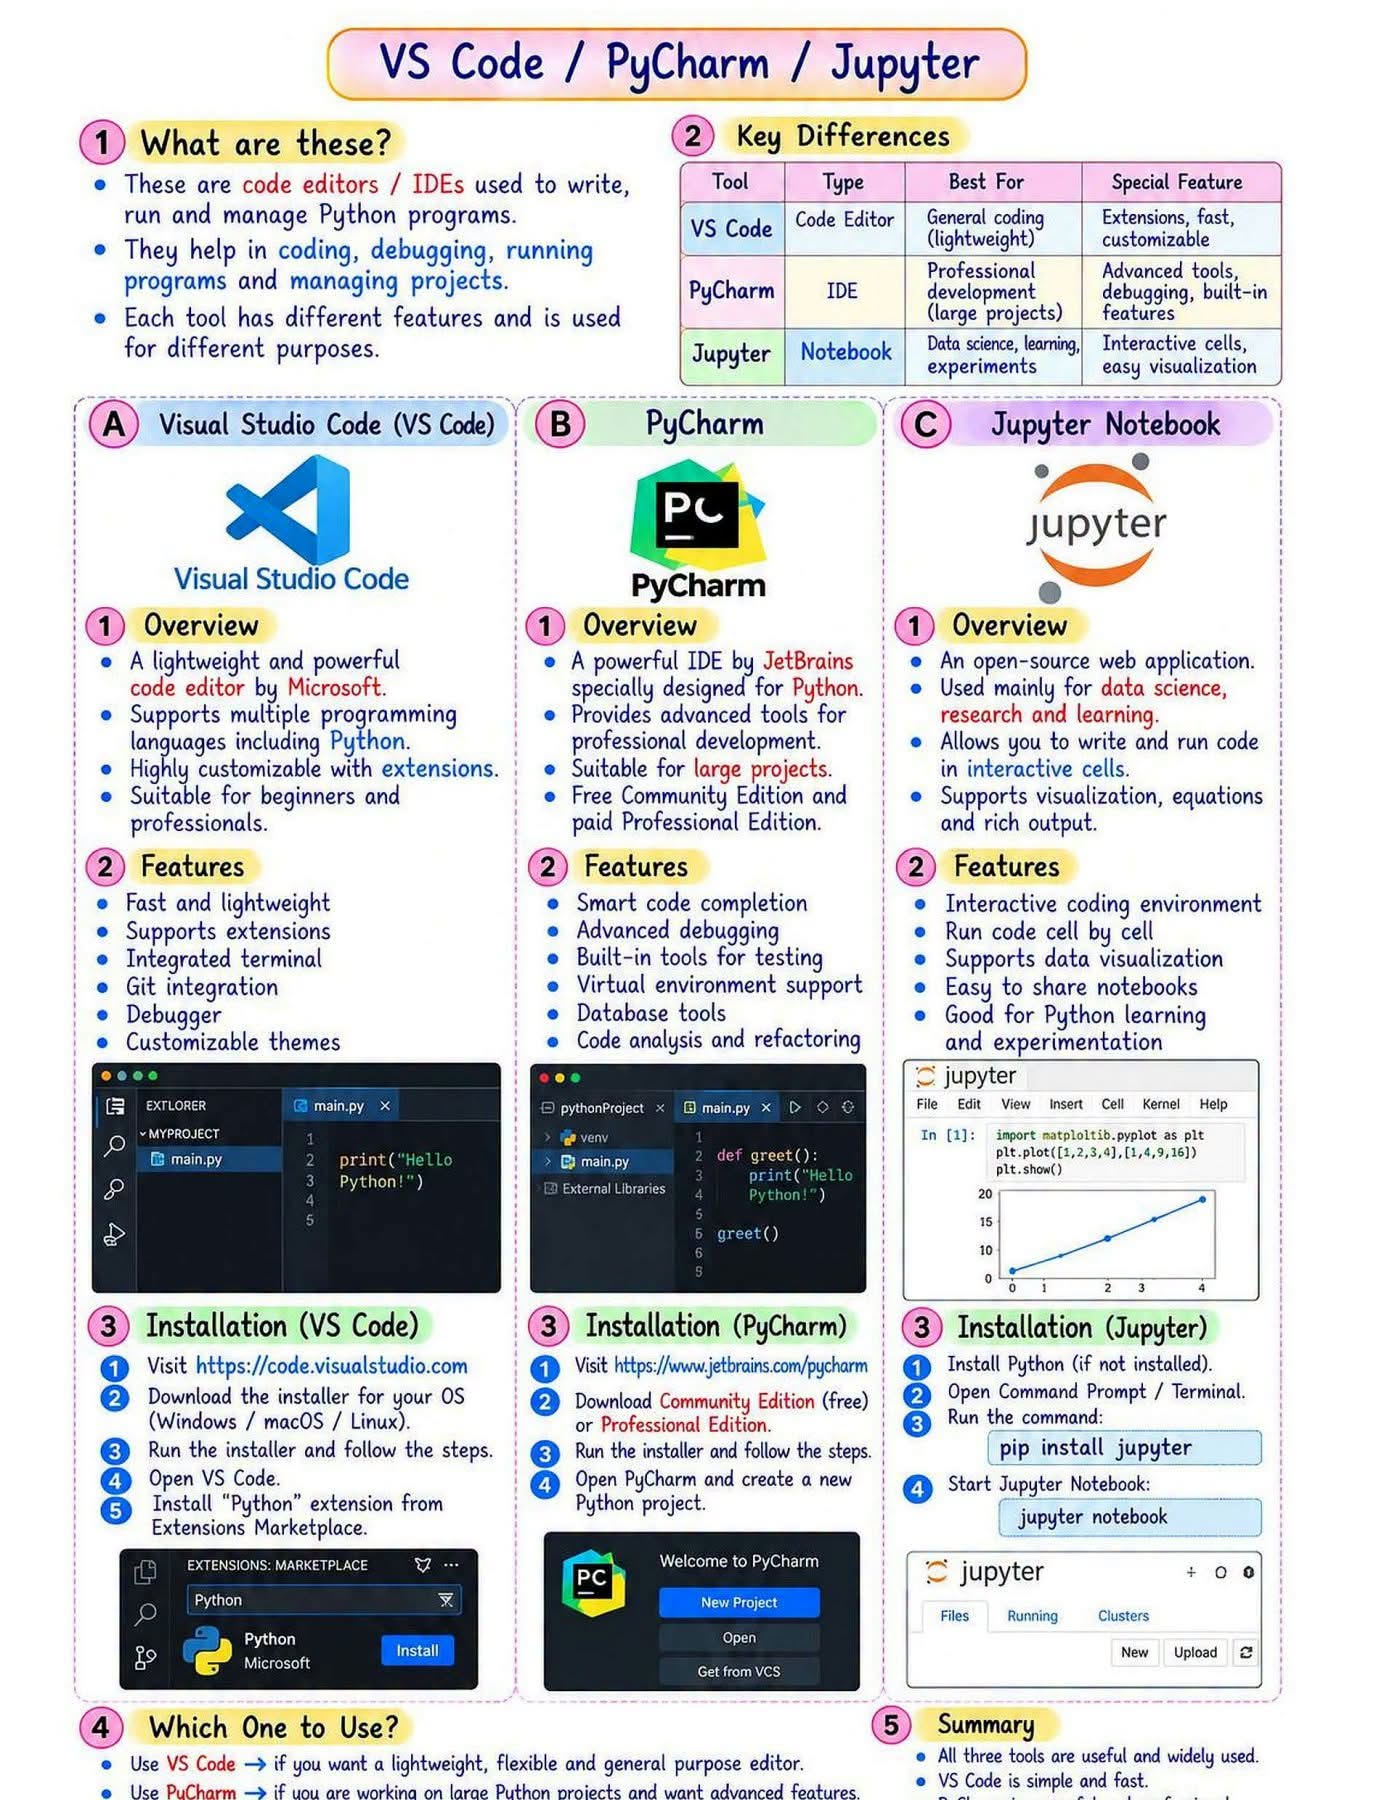 VS Code / PyCharm / Jupyter
1 What are these?
These are code editors / IDEs used to write,
run and manage Python programs.
They help in coding, debugging, running
programs and managing projects.
Each tool has different features and is used
for different purposes.
2 Key Differences
Tool Type Best For Special Feature
VS Code Code Editor General coding (lightweight) Extensions, fast, customizable
PyCharm IDE Professional development (large projects) Advanced tools, debugging, built-in features
Jupyter Notebook Data science, learning, experiments Interactive cells, easy visualization
A Visual Studio Code (VS Code)
Visual Studio Code
1 Overview
A lightweight and powerful
code editor by Microsoft.
Supports multiple programming
languages including Python.
Highly customizable with extensions.
Suitable for beginners and
professionals.
2 Features
Fast and lightweight
Supports extensions
Integrated terminal
Git integration
Debugger
Customizable themes
EXTLORER
MYPROJECT
main.py
main.py ×
1
2 print("Hello
3 Python!")
4
5
3 Installation (VS Code)
1 Visit https://code.visualstudio.com
2 Download the installer for your OS
(Windows / macOS / Linux).
3 Run the installer and follow the steps.
4 Open VS Code.
5 Install "Python" extension from
Extensions Marketplace.
EXTENSIONS: MARKETPLACE ...
Python
Python
Microsoft
Install
B PyCharm
PC
PyCharm
1 Overview
A powerful IDE by JetBrains
specially designed for Python.
Provides advanced tools for
professional development.
Suitable for large projects.
Free Community Edition and
paid Professional Edition.
2 Features
Smart code completion
Advanced debugging
Built-in tools for testing
Virtual environment support
Database tools
Code analysis and refactoring
pythonProject × main.py ×
venv
main.py
External Libraries
1
2 def greet():
3 print("Hello
4 Python!")
5
6 greet()
6
5
3 Installation (PyCharm)
1 Visit https://www.jetbrains.com/pycharm
2 Download Community Edition (free)
or Professional Edition.
3 Run the installer and follow the steps.
4 Open PyCharm and create a new
Python project.
PC
Welcome to PyCharm
New Project
Open
Get from VCS
C Jupyter Notebook
jupyter
1 Overview
An open-source web application.
Used mainly for data science,
research and learning.
Allows you to write and run code
in interactive cells.
Supports visualization, equations
and rich output.
2 Features
Interactive coding environment
Run code cell by cell
Supports data visualization
Easy to share notebooks
Good for Python learning
and experimentation
jupyter
File Edit View Insert Cell Kernel Help
In [1]: import matploltib.pyplot as plt
plt.plot([1,2,3,4],[1,4,9,16])
plt.show()
20
15
10
0
0 1 2 3 4
3 Installation (Jupyter)
1 Install Python (if not installed).
2 Open Command Prompt / Terminal.
3 Run the command:
pip install jupyter
4 Start Jupyter Notebook:
jupyter notebook
jupyter
Files Running Clusters
New Upload
4 Which One to Use?
Use VS Code → if you want a lightweight, flexible and general purpose editor.
Use PyCharm → if you are working on large Python projects and want advanced features.
5 Summary
All three tools are useful and widely used.
VS Code is simple and fast.